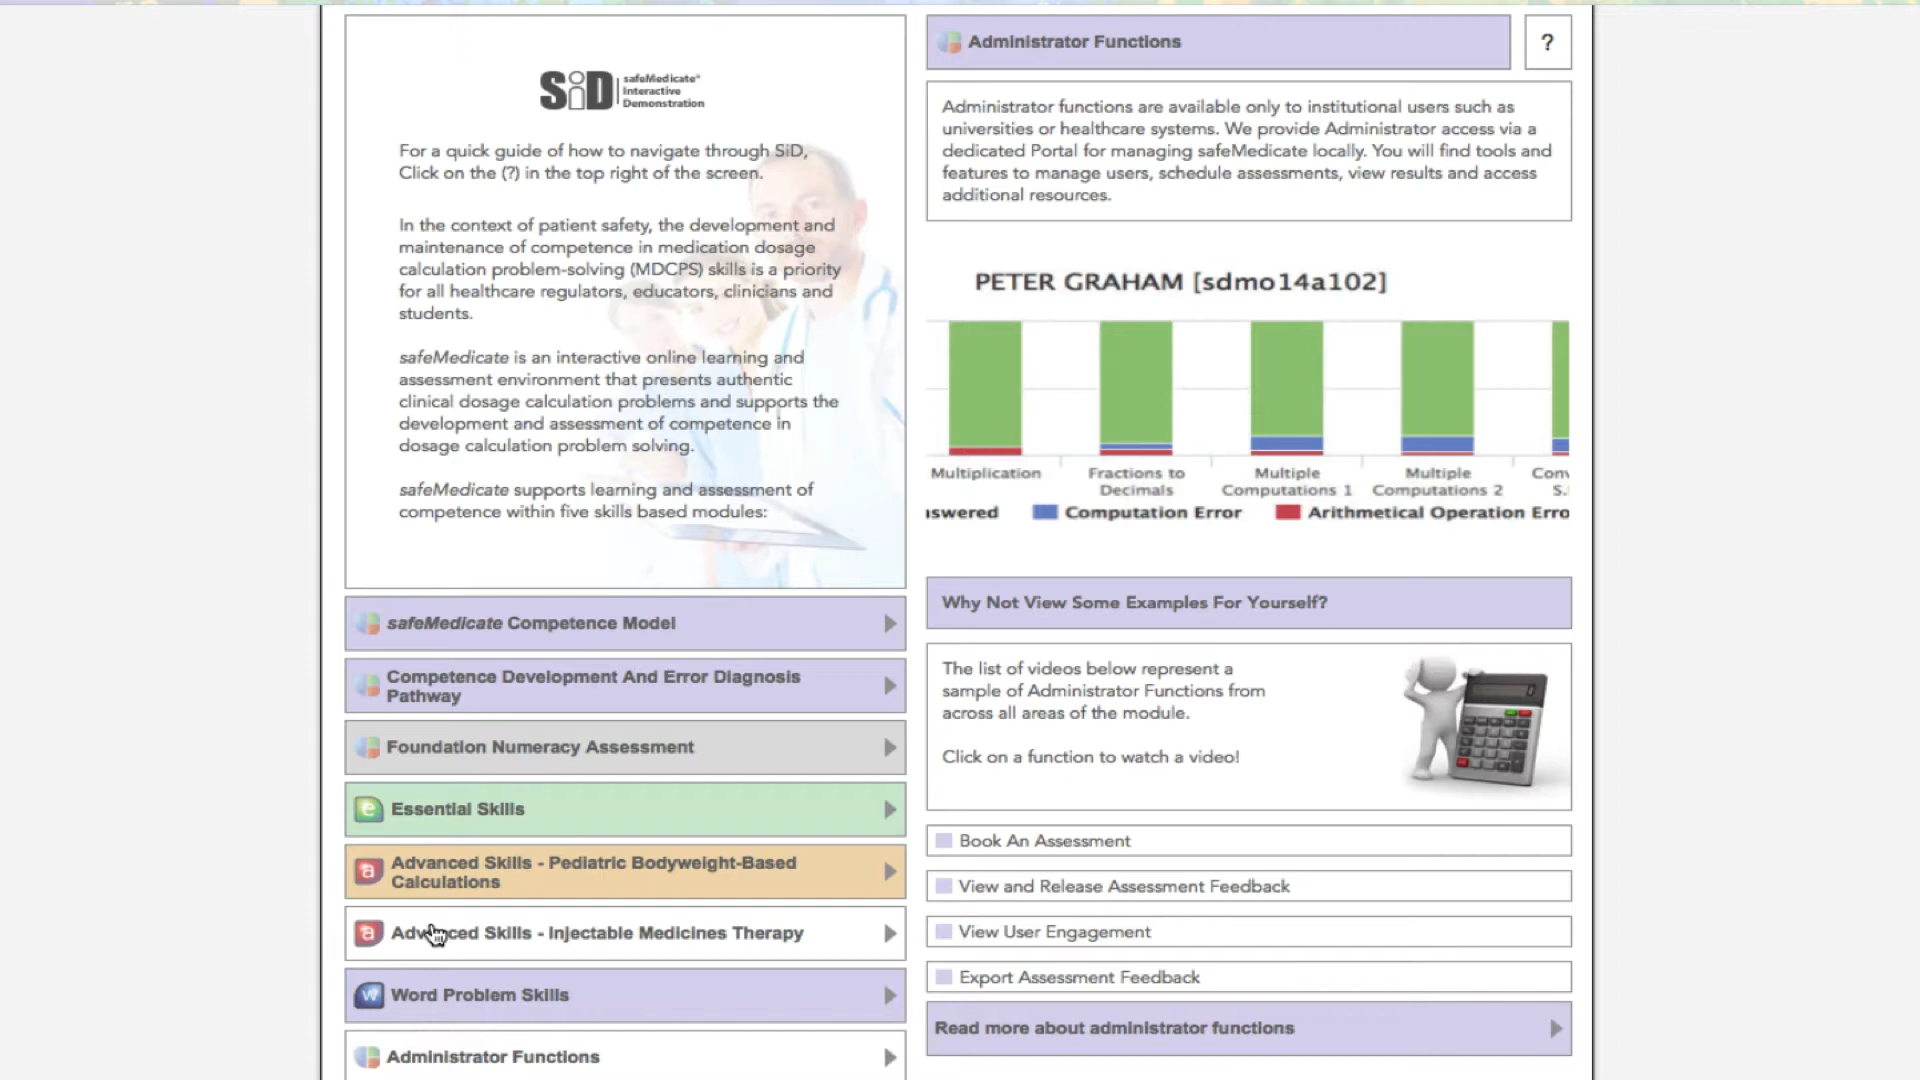 SiD
safeMedicate®
Interactive
Demonstration
For a quick guide of how to navigate through SiD,
Click on the (?) in the top right of the screen.
In the context of patient safety, the development and
maintenance of competence in medication dosage
calculation problem-solving (MDCPS) skills is a priority
for all healthcare regulators, educators, clinicians and
students.
safeMedicate is an interactive online learning and
assessment environment that presents authentic
clinical dosage calculation problems and supports the
development and assessment of competence in
dosage calculation problem solving.
safeMedicate supports learning and assessment of
competence within five skills based modules:
safeMedicate Competence Model
Competence Development And Error Diagnosis
Pathway
Foundation Numeracy Assessment
e Essential Skills
a Advanced Skills - Pediatric Bodyweight-Based
Calculations
a Advanced Skills - Injectable Medicines Therapy
w Word Problem Skills
Administrator Functions
Administrator Functions
?
Administrator functions are available only to institutional users such as
universities or healthcare systems. We provide Administrator access via a
dedicated Portal for managing safeMedicate locally. You will find tools and
features to manage users, schedule assessments, view results and access
additional resources.
PETER GRAHAM [sdmo14a102]
Multiplication
Fractions to
Decimals
Multiple
Computations 1
Multiple
Computations 2
Conv
S.
swered Computation Error Arithmetical Operation Erro
Why Not View Some Examples For Yourself?
The list of videos below represent a
sample of Administrator Functions from
across all areas of the module.
Click on a function to watch a video!
0
Book An Assessment
View and Release Assessment Feedback
View User Engagement
Export Assessment Feedback
Read more about administrator functions